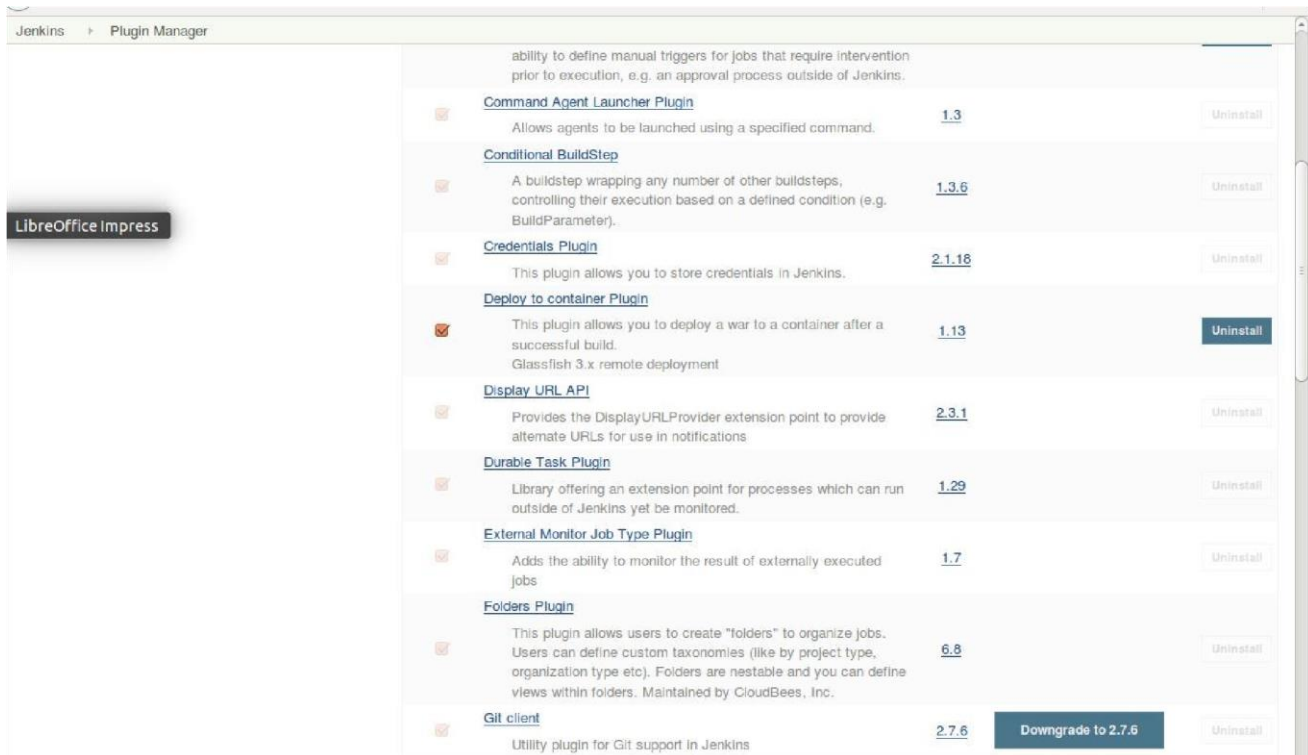 Jenkins Plugin Manager
ability to define manual triggers for jobs that require intervention
prior to execution, e.g. an approval process outside of Jenkins.
Command Agent Launcher Plugin
Allows agents to be launched using a specified command.
1.3
Uninstall
Conditional BuildStep
A buildstep wrapping any number of other buildsteps,
controlling their execution based on a defined condition (e.g.
BuildParameter).
1.3.6
Uninstall
LibreOffice Impress
Credentials Plugin
This plugin allows you to store credentials in Jenkins.
2.1.18
Uninstall
Deploy to container Plugin
This plugin allows you to deploy a war to a container after a
successful build.
Glassfish 3.x remote deployment
1.13
Uninstall
Display URL API
Provides the DisplayURLProvider extension point to provide
alternate URLs for use in notifications
2.3.1
Uninstall
Durable Task Plugin
Library offering an extension point for processes which can run
outside of Jenkins yet be monitored.
1.29
Uninstall
External Monitor Job Type Plugin
Adds the ability to monitor the result of externally executed
jobs
1.7
Uninstall
Folders Plugin
This plugin allows users to create "folders" to organize jobs.
Users can define custom taxonomies (like by project type,
organization type etc). Folders are nestable and you can define
views within folders. Maintained by CloudBees, Inc.
6.8
Uninstall
Git client
Utility plugin for Git support in Jenkins
2.7.6
Downgrade to 2.7.6
Uninstall